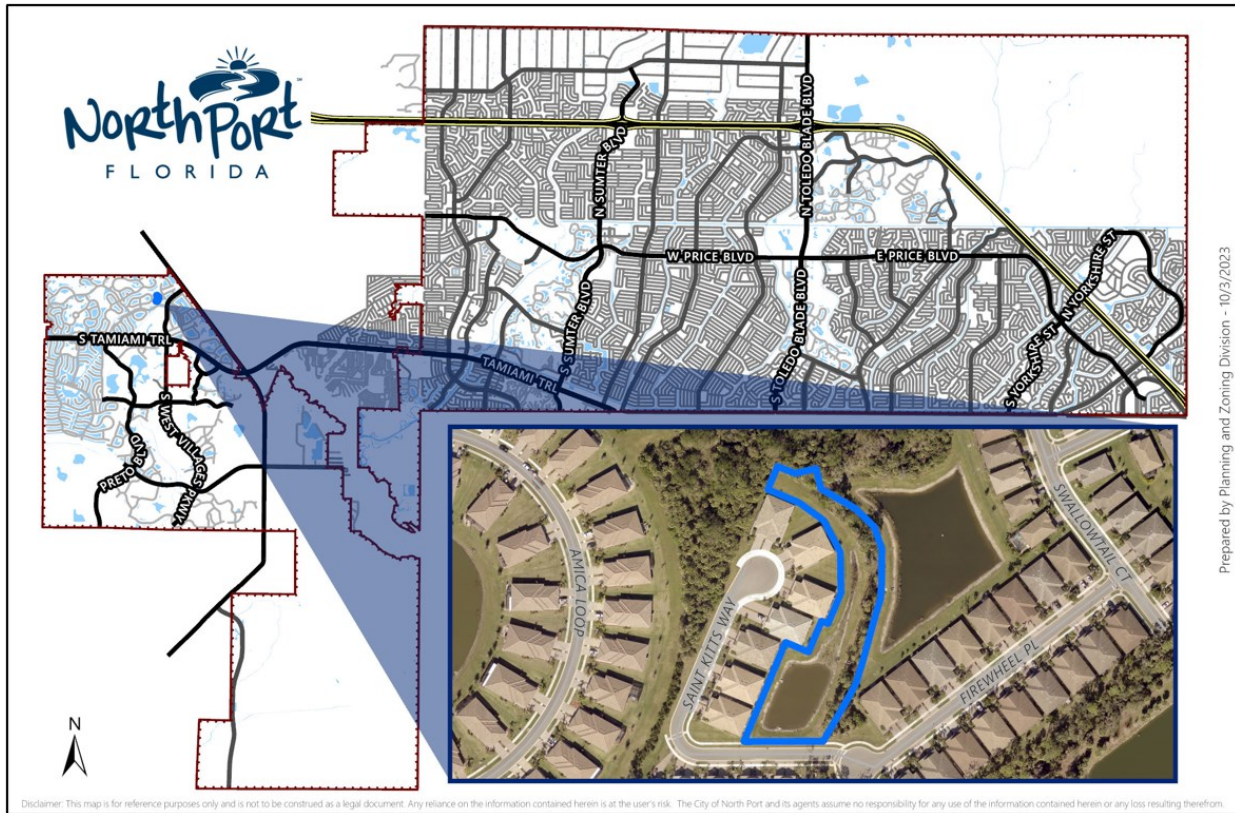 NorthPort
FLORIDA
N SUMTER BLVD
N TOLEDO BLADE BLVD
W PRICE BLVD
E PRICE BLVD
N YORKSHIRE ST
S SUMTER BLVD
S TOLEDO BLADE BLVD
S YORKSHIRE ST
S TAMIAMI TRL
TAMIAMI TRL
S WEST VILLAGES PKWY
PRETO BLVD
AMICA LOOP
SAINT KITTS WAY
SWALLOWTAIL CT
FIREWHEEL PL
N
Prepared by Planning and Zoning Division - 10/3/2023
Disclaimer: This map is for reference purposes only and is not to be construed as a legal document. Any reliance on the information contained herein is at the user's risk. The City of North Port and its agents assume no responsibility for any use of the information contained herein or any loss resulting therefrom.